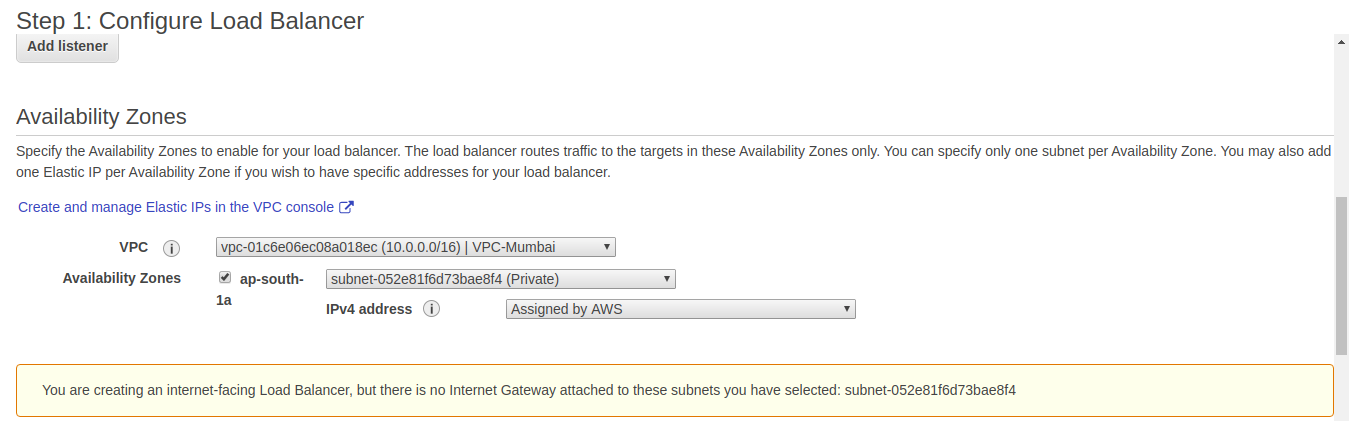 Step 1: Configure Load Balancer
Add listener
Availability Zones
Specify the Availability Zones to enable for your load balancer. The load balancer routes traffic to the targets in these Availability Zones only. You can specify only one subnet per Availability Zone. You may also add
one Elastic IP per Availability Zone if you wish to have specific addresses for your load balancer.
Create and manage Elastic IPs in the VPC console
VPC vpc-01c6e06ec08a018ec (10.0.0.0/16) | VPC-Mumbai
Availability Zones ap-south- subnet-052e81f6d73bae8f4 (Private)
1a
IPv4 address Assigned by AWS
You are creating an internet-facing Load Balancer, but there is no Internet Gateway attached to these subnets you have selected: subnet-052e81f6d73bae8f4